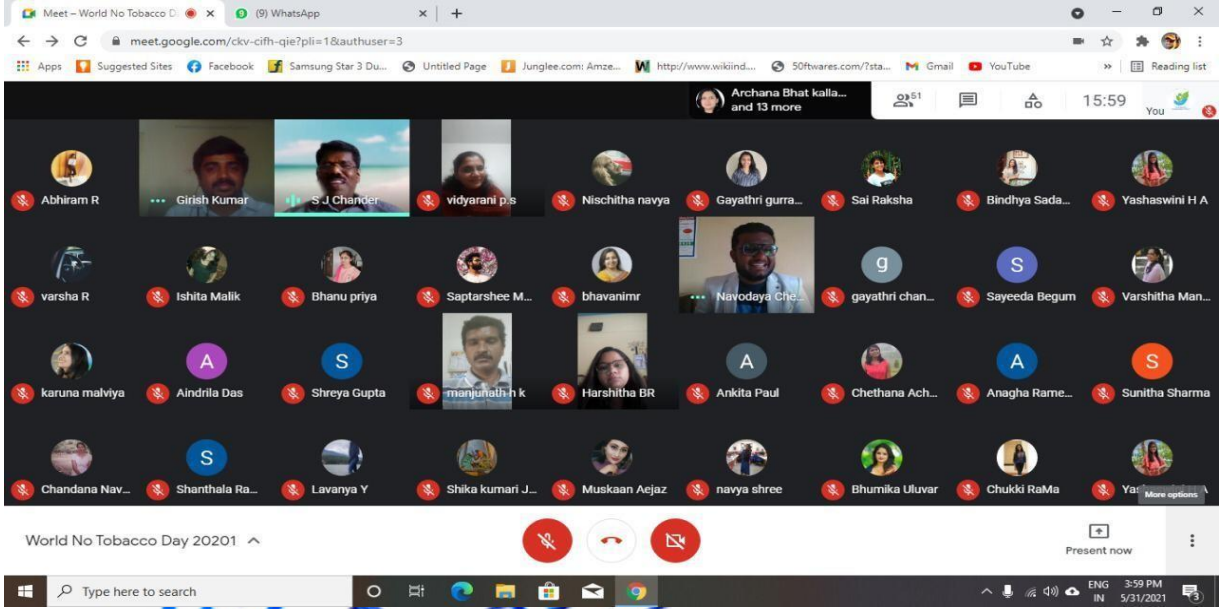 Meet – World No Tobacco D
(9) WhatsApp
meet.google.com/ckv-cifh-qie?pli=1&authuser=3
Apps Suggested Sites Facebook Samsung Star 3 Du... Untitled Page Junglee.com: Amze... http://www.wikiind.... 50ftwares.com/?sta... Gmail YouTube » Reading list
Archana Bhat kalla...
and 13 more
51
15:59
You
Abhiram R
Girish Kumar
S J Chander
vidyarani p.s
Nischitha navya
Gayathri gurra...
Sai Raksha
Bindhya Sada...
Yashaswini H A
varsha R
Ishita Malik
Bhanu priya
Saptarshee M...
bhavanimr
Navodaya Che...
g
gayathri chan...
S
Sayeeda Begum
Varshitha Man...
karuna malviya
A
Aindrila Das
S
Shreya Gupta
manjunath h k
Harshitha BR
A
Ankita Paul
Chethana Ach...
A
Anagha Rame...
S
Sunitha Sharma
Chandana Nav...
S
Shanthala Ra...
Lavanya Y
Shika kumari J...
Muskaan Aejaz
navya shree
Bhumika Uluvar
Chukki RaMa
More options
World No Tobacco Day 20201
Present now
Type here to search
ENG 3:59 PM
IN 5/31/2021
3